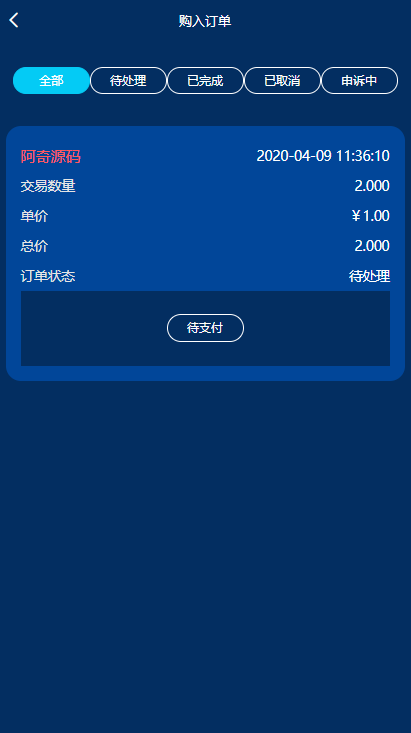 购入订单
全部 待处理 已完成 已取消 申诉中
阿奇源码 2020-04-09 11:36:10
交易数量 2.000
单价 ￥1.00
总价 2.000
订单状态 待处理
待支付